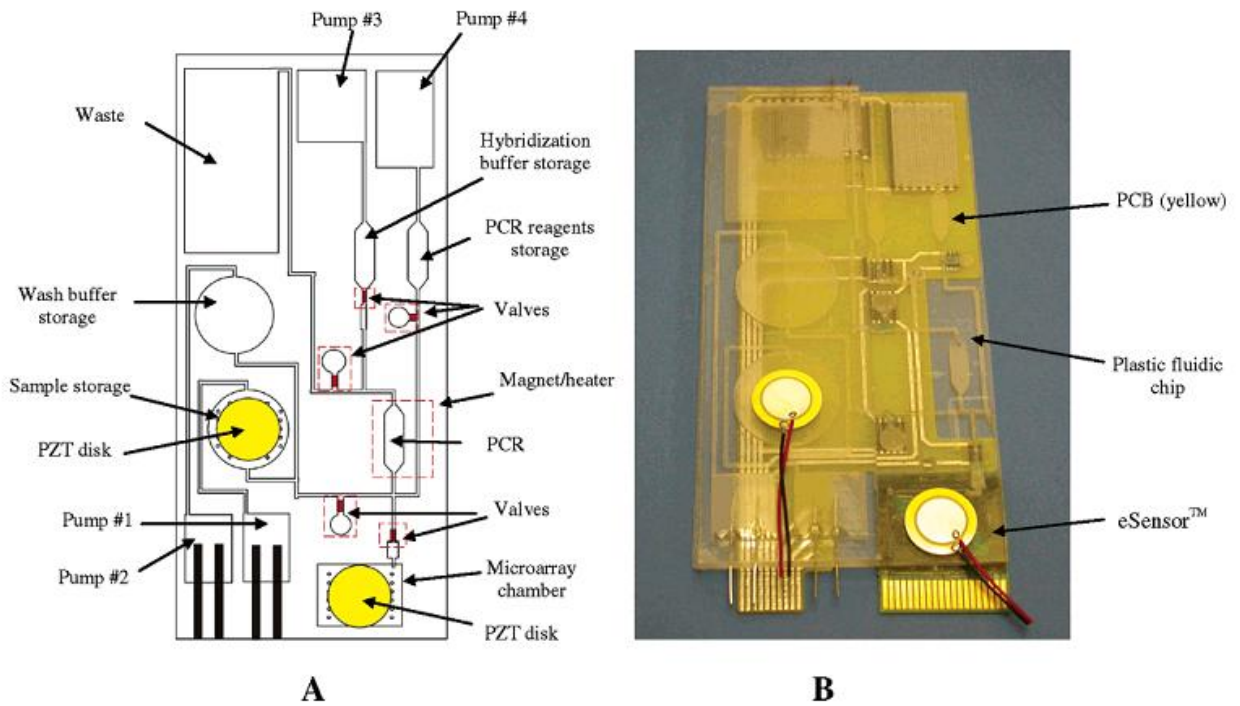 Pump #3
Pump #4
Waste
Hybridization
buffer storage
PCR reagents
storage
Wash buffer
storage
Valves
Sample storage
Magnet/heater
PZT disk
PCR
Pump #1
Valves
Pump #2
Microarray
chamber
PZT disk
A
PCB (yellow)
Plastic fluidic
chip
eSensor™
B